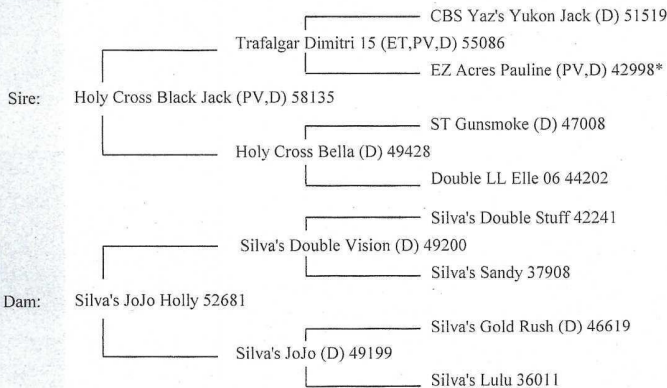 CBS Yaz's Yukon Jack (D) 51519
Trafalgar Dimitri 15 (ET,PV,D) 55086
EZ Acres Pauline (PV,D) 42998*
Sire: Holy Cross Black Jack (PV,D) 58135
ST Gunsmoke (D) 47008
Holy Cross Bella (D) 49428
Double LL Elle 06 44202
Silva's Double Stuff 42241
Silva's Double Vision (D) 49200
Silva's Sandy 37908
Dam: Silva's JoJo Holly 52681
Silva's Gold Rush (D) 46619
Silva's JoJo (D) 49199
Silva's Lulu 36011